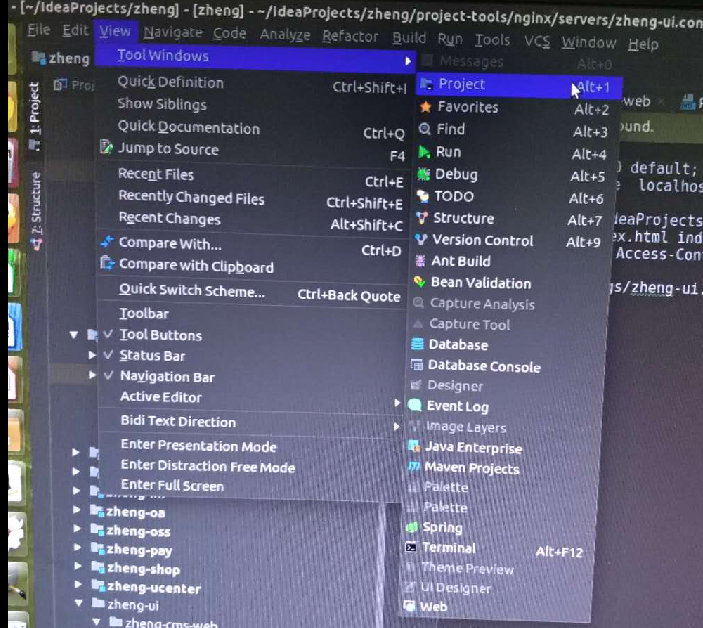 - [~/IdeaProjects/zheng] - [zheng] - ~/IdeaProjects/zheng/project-tools/nginx/servers/zheng-ui.con
File Edit View Navigate Code Analyze Refactor Build Run Tools VCS Window Help
zheng
1: Project
7: Structure
Proj
Tool Windows
Quick Definition Ctrl+Shift+I
Show Siblings
Quick Documentation Ctrl+Q
Jump to Source F4
Recent Files Ctrl+E
Recently Changed Files Ctrl+Shift+E
Recent Changes Alt+Shift+C
Compare With... Ctrl+D
Compare with Clipboard
Quick Switch Scheme... Ctrl+Back Quote
Toolbar
Tool Buttons
Status Bar
Navigation Bar
Active Editor
Bidi Text Direction
Enter Presentation Mode
Enter Distraction Free Mode
Enter Full Screen
zheng-oa
zheng-oss
zheng-pay
zheng-shop
zheng-ucenter
zheng-ui
zheng-cms-web
Messages Alt+0
Project Alt+1
Favorites Alt+2
Find Alt+3
Run Alt+4
Debug Alt+5
TODO Alt+6
Structure Alt+7
Version Control Alt+9
Ant Build
Bean Validation
Capture Analysis
Capture Tool
Database
Database Console
Designer
Event Log
Image Layers
Java Enterprise
Maven Projects
Palette
Palette
Spring
Terminal Alt+F12
Theme Preview
UI Designer
Web
web
und.
default;
localhos
deaProjects
ex.html ind
Access-Con
gs/zheng-ui.